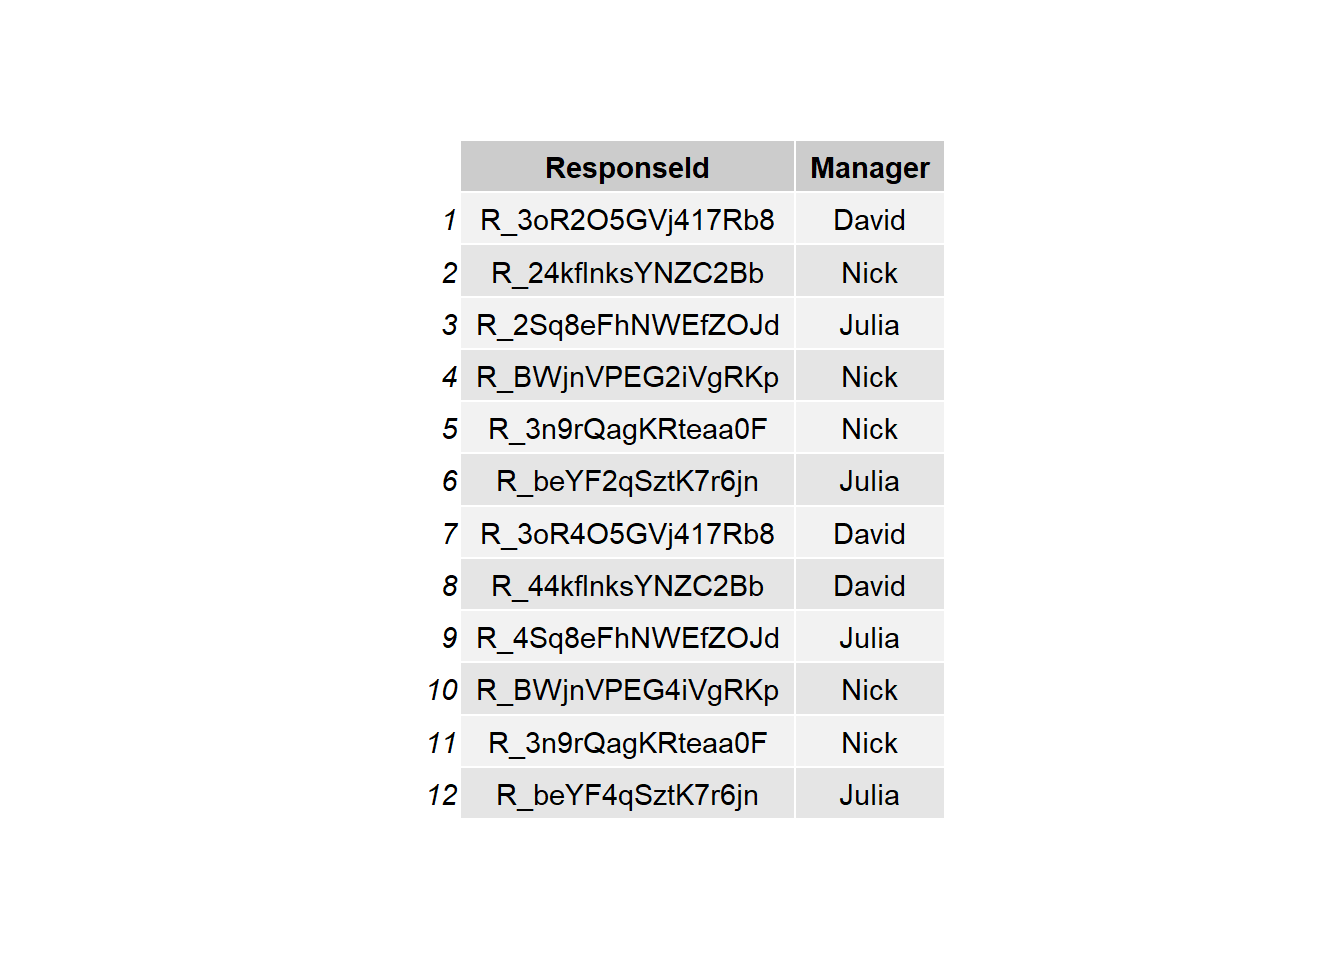 ResponseId Manager
1 R_3oR2O5GVj417Rb8 David
2 R_24kflnksYNZC2Bb Nick
3 R_2Sq8eFhNWEfZOJd Julia
4 R_BWjnVPEG2iVgRKp Nick
5 R_3n9rQagKRteaa0F Nick
6 R_beYF2qSztK7r6jn Julia
7 R_3oR4O5GVj417Rb8 David
8 R_44kflnksYNZC2Bb David
9 R_4Sq8eFhNWEfZOJd Julia
10 R_BWjnVPEG4iVgRKp Nick
11 R_3n9rQagKRteaa0F Nick
12 R_beYF4qSztK7r6jn Julia